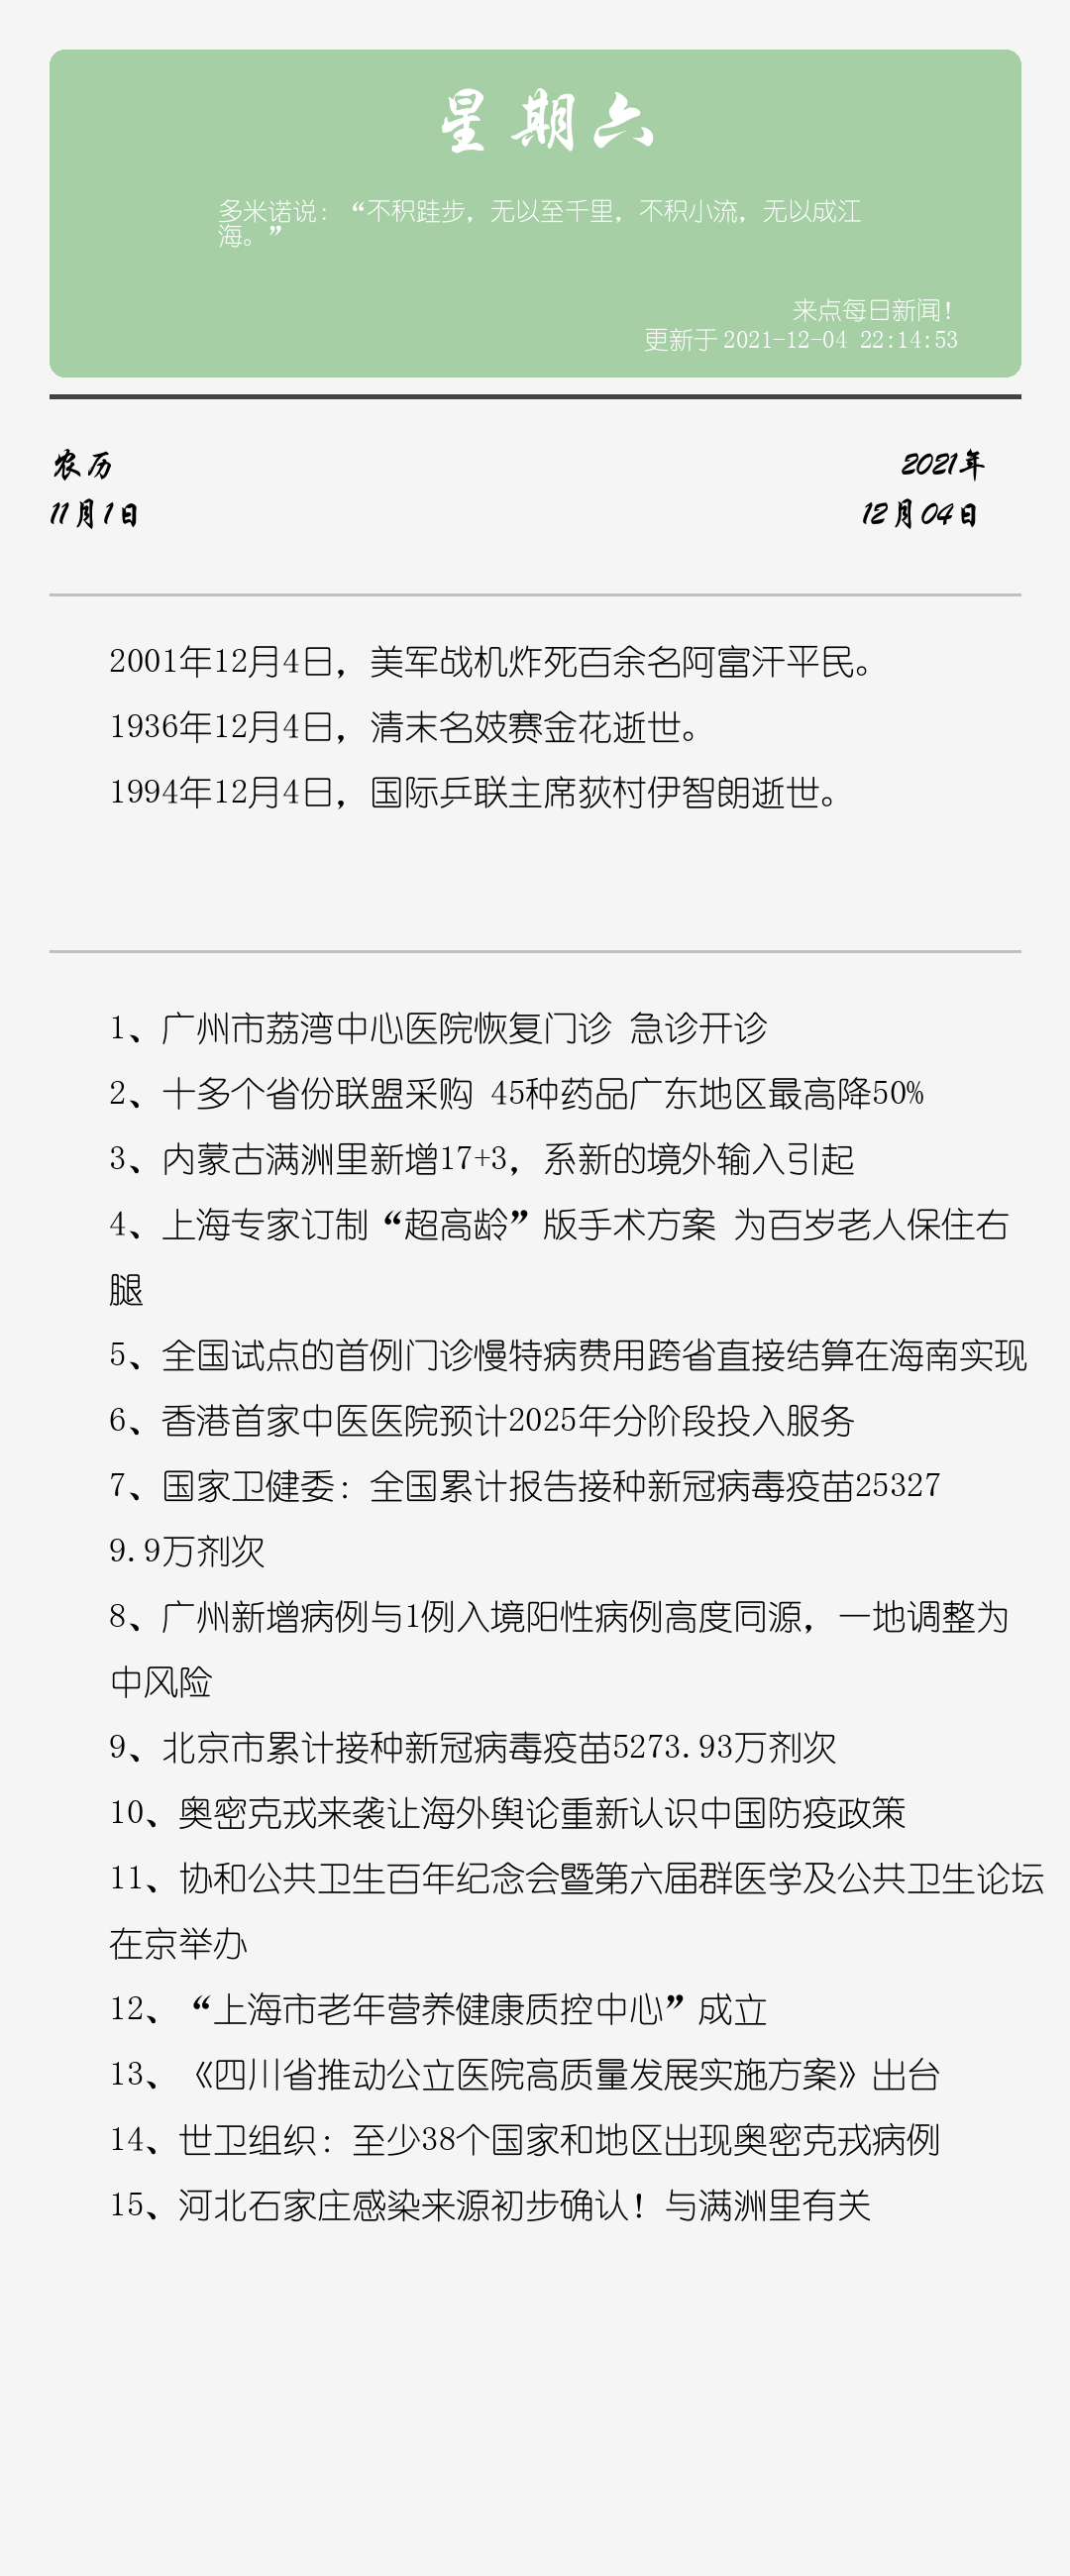 星期六
多米诺说：“不积跬步，无以至千里，不积小流，无以成江
海。”
来点每日新闻！
更新于 2021-12-04 22:14:53
农历
2021年
11月1日
12月04日
2001年12月4日，美军战机炸死百余名阿富汗平民。
1936年12月4日，清末名妓赛金花逝世。
1994年12月4日，国际乒联主席荻村伊智朗逝世。
1、广州市荔湾中心医院恢复门诊 急诊开诊
2、十多个省份联盟采购 45种药品广东地区最高降50%
3、内蒙古满洲里新增17+3，系新的境外输入引起
4、上海专家订制“超高龄”版手术方案 为百岁老人保住右
腿
5、全国试点的首例门诊慢特病费用跨省直接结算在海南实现
6、香港首家中医医院预计2025年分阶段投入服务
7、国家卫健委：全国累计报告接种新冠病毒疫苗25327
9.9万剂次
8、广州新增病例与1例入境阳性病例高度同源，一地调整为
中风险
9、北京市累计接种新冠病毒疫苗5273.93万剂次
10、奥密克戎来袭让海外舆论重新认识中国防疫政策
11、协和公共卫生百年纪念会暨第六届群医学及公共卫生论坛
在京举办
12、“上海市老年营养健康质控中心”成立
13、《四川省推动公立医院高质量发展实施方案》出台
14、世卫组织：至少38个国家和地区出现奥密克戎病例
15、河北石家庄感染来源初步确认！与满洲里有关